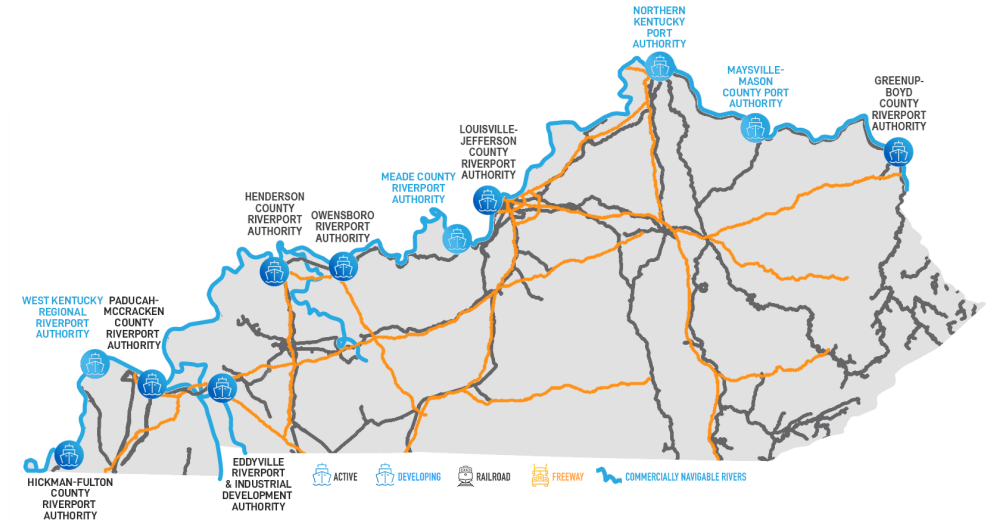 NORTHERN
KENTUCKY
PORT
AUTHORITY
MAYSVILLE-
MASON
COUNTY PORT
AUTHORITY
GREENUP-
BOYD
COUNTY
RIVERPORT
AUTHORITY
LOUISVILLE-
JEFFERSON
COUNTY
RIVERPORT
AUTHORITY
MEADE COUNTY
RIVERPORT
AUTHORITY
HENDERSON
COUNTY
RIVERPORT
AUTHORITY
OWENSBORO
RIVERPORT
AUTHORITY
WEST KENTUCKY
REGIONAL
RIVERPORT
AUTHORITY
PADUCAH-
MCCRACKEN
COUNTY
RIVERPORT
AUTHORITY
HICKMAN-FULTON
COUNTY
RIVERPORT
AUTHORITY
EDDYVILLE
RIVERPORT
& INDUSTRIAL
DEVELOPMENT
AUTHORITY
ACTIVE
DEVELOPING
RAILROAD
FREEWAY
COMMERCIALLY NAVIGABLE RIVERS